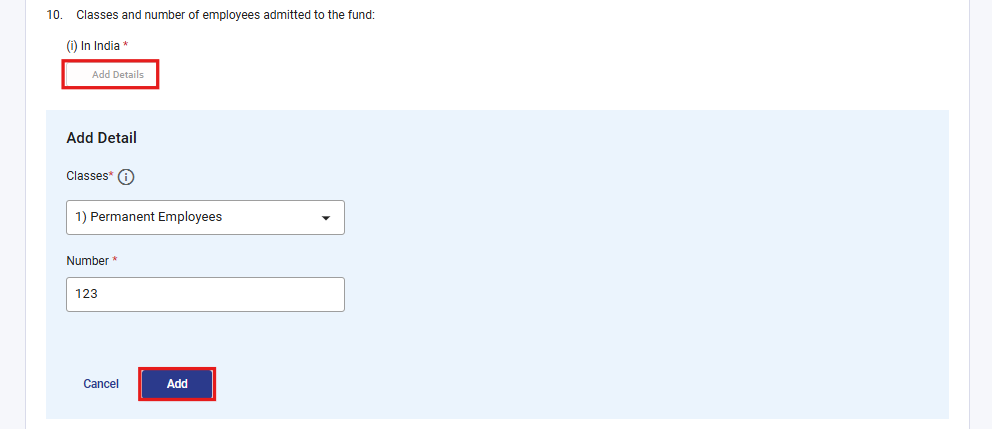 10. Classes and number of employees admitted to the fund:
(i) In India *
Add Details
Add Detail
Classes* i
1) Permanent Employees
Number *
123
Cancel Add